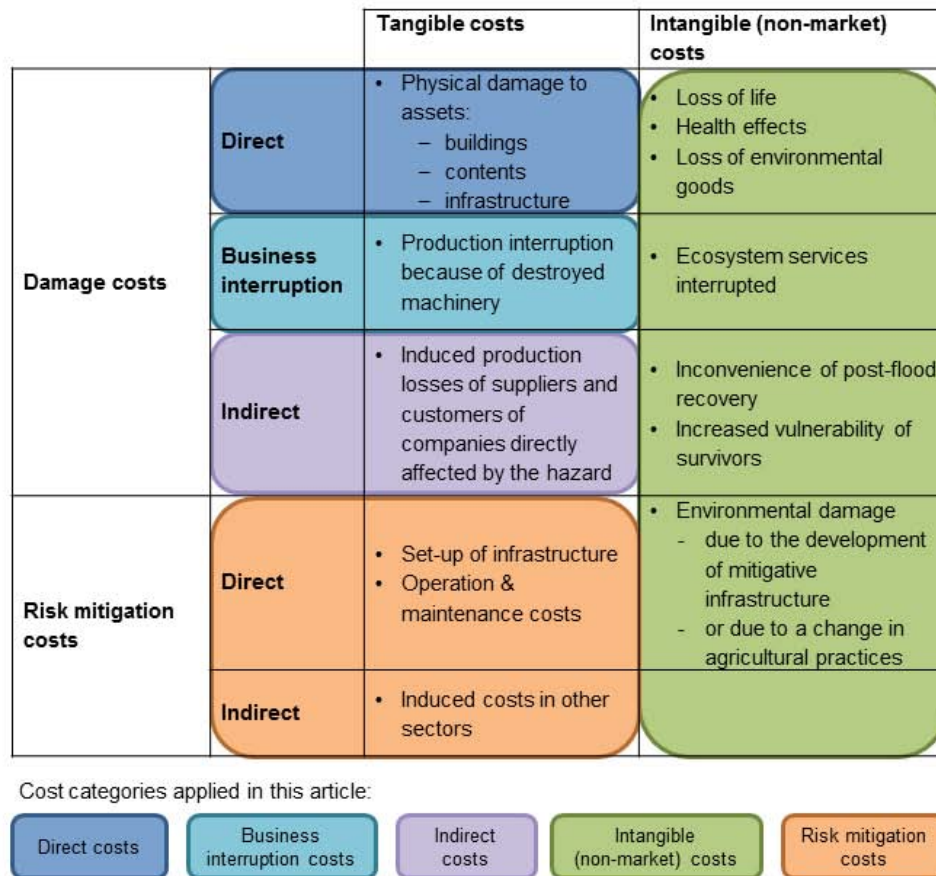 Tangible costs
Intangible (non-market)
costs
Damage costs
Direct
• Physical damage to
assets:
– buildings
– contents
– infrastructure
• Loss of life
• Health effects
• Loss of environmental
goods
Business
interruption
• Production interruption
because of destroyed
machinery
• Ecosystem services
interrupted
Indirect
• Induced production
losses of suppliers and
customers of
companies directly
affected by the hazard
• Inconvenience of post-flood
recovery
• Increased vulnerability of
survivors
Risk mitigation
costs
Direct
• Set-up of infrastructure
• Operation &
maintenance costs
• Environmental damage
- due to the development
of mitigative
infrastructure
- or due to a change in
agricultural practices
Indirect
• Induced costs in other
sectors
Cost categories applied in this article:
Direct costs
Business
interruption costs
Indirect
costs
Intangible
(non-market) costs
Risk mitigation
costs